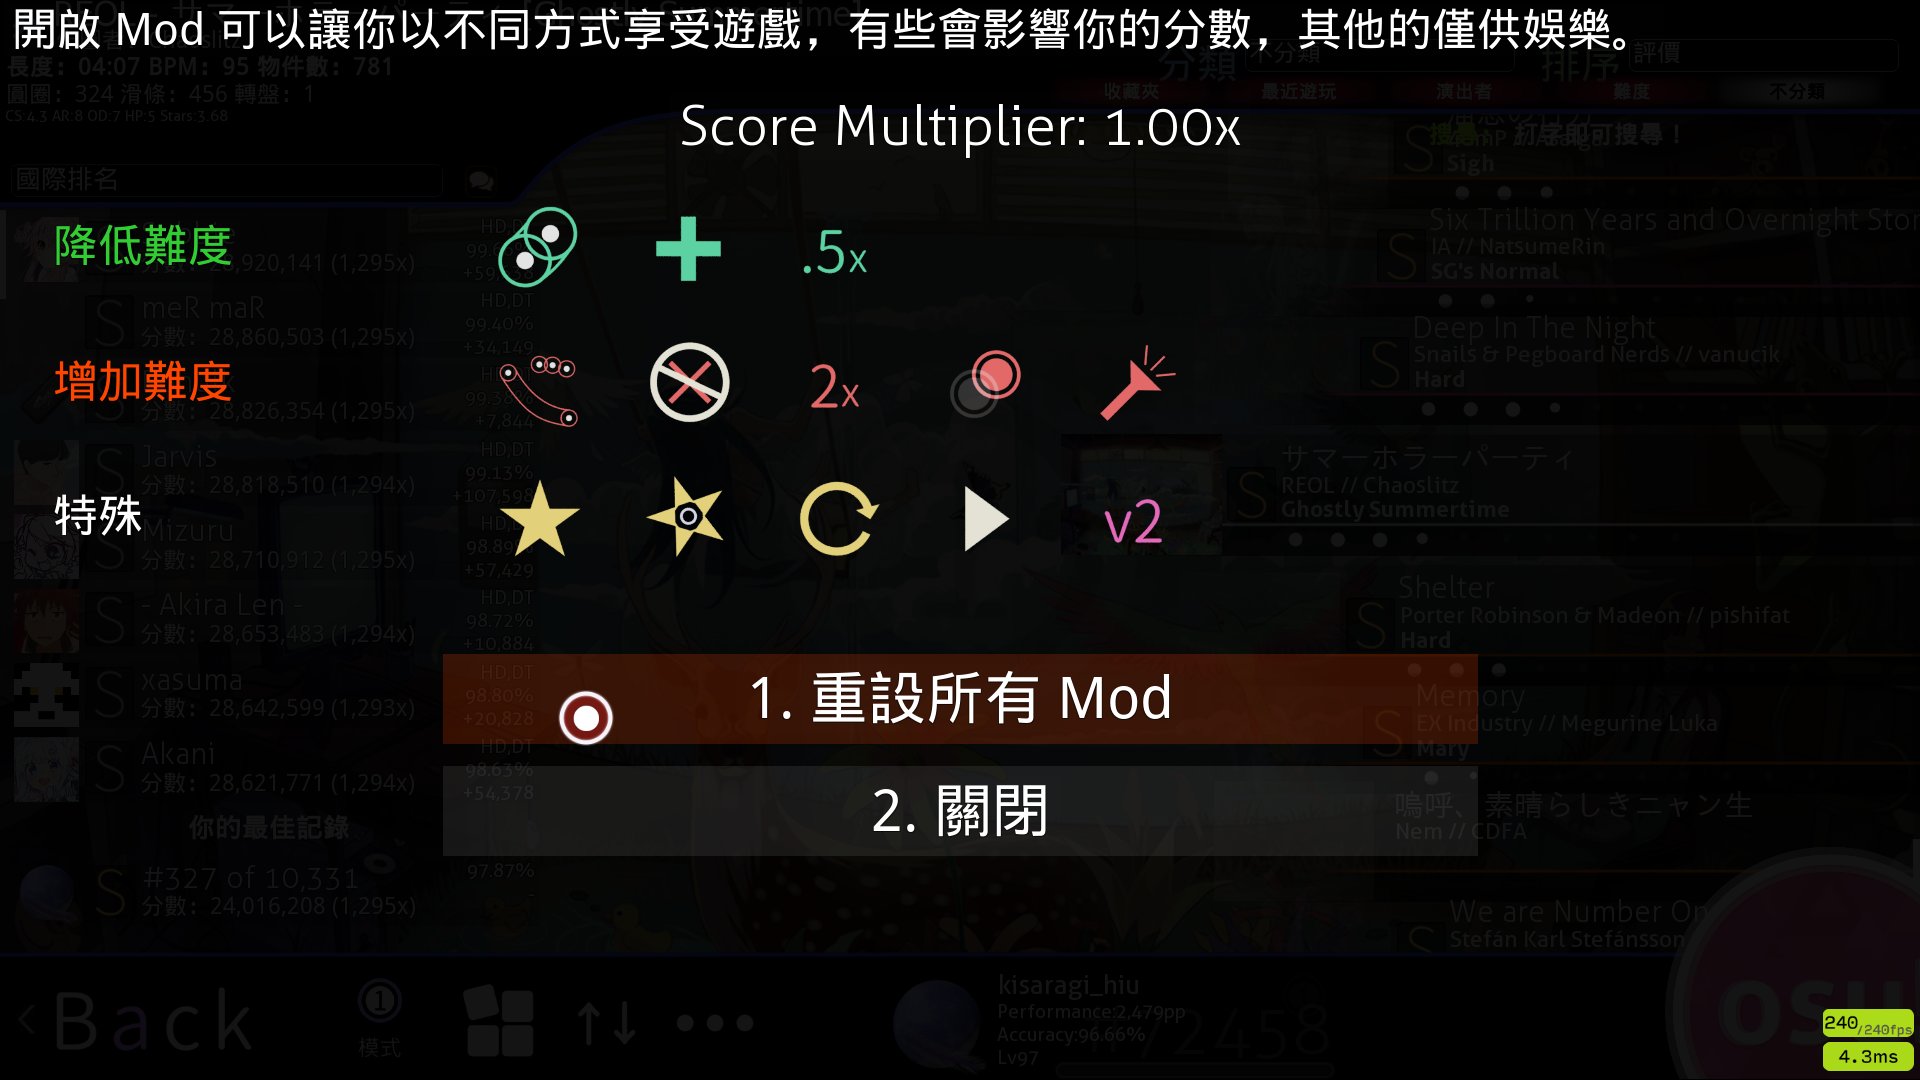 開啟 Mod 可以讓你以不同方式享受遊戲，有些會影響你的分數，其他的僅供娛樂。
長度：04:07 BPM：95 物件數：781
圓圈：324 滑條：456 轉盤：1
CS:4.3 AR:8 OD:7 HP:5 Stars:3.68
分類 不分類
排序 評價
收藏夾 最近遊玩 演出者 難度 不分類
Score Multiplier: 1.00x
搜尋： 打字即可搜尋！
Sigh
國際排名
降低難度
.5x
分數：28,920,141 (1,295x)
Six Trillion Years and Overnight Stor
IA // NatsumeRin
SG's Normal
meR maR
分數：28,860,503 (1,295x)
HD,DT
99.40%
+34,149
Deep In The Night
Snails & Pegboard Nerds // vanucik
Hard
增加難度
2x
分數：28,826,354 (1,295x)
+7,844
Jarvis
分數：28,818,510 (1,294x)
HD,DT
99.13%
+107,598
サマーホラーパーティ
REOL // Chaoslitz
Ghostly Summertime
特殊
v2
Mizuru
分數：28,710,912 (1,295x)
+57,429
Shelter
Porter Robinson & Madeon // pishifat
Hard
- Akira Len -
分數：28,653,483 (1,294x)
HD,DT
98.72%
+10,884
xasuma
分數：28,642,599 (1,293x)
HD,DT
98.80%
+20,828
1. 重設所有 Mod
Memory
EX Industry // Megurine Luka
Mary
Akani
分數：28,621,771 (1,294x)
HD,DT
98.63%
+54,378
2. 關閉
嗚呼、素晴らしきニャン生
Nem // CDFA
你的最佳記錄
#327 of 10,331
分數：24,016,208 (1,295x)
97.87%
We are Number On
Stefán Karl Stefánsson
Back
模式
kisaragi_hiu
Performance:2,479pp
Accuracy:96.66%
Lv97
#72458
osu
240/240fps
4.3ms